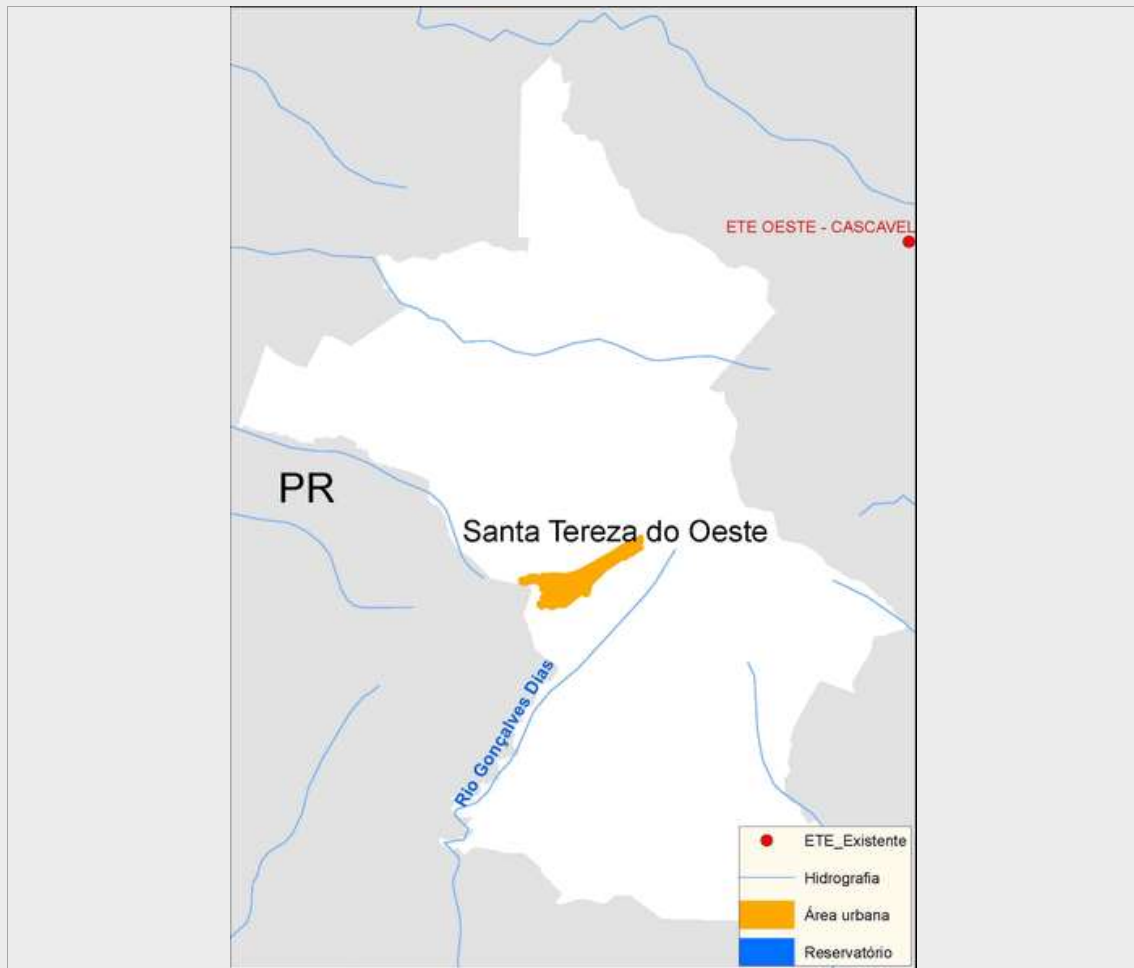 ETE OESTE - CASCAVEL
PR
Santa Tereza do Oeste
Rio Gonçalves Dias
ETE_Existente
Hidrografia
Área urbana
Reservatório